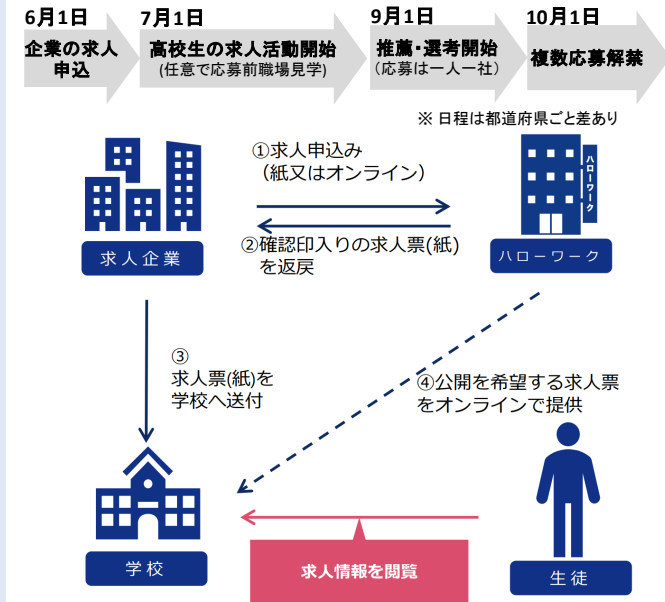 6月1日
企業の求人
申込
7月1日
高校生の求人活動開始
(任意で応募前職場見学)
9月1日
推薦・選考開始
（応募は一人一社）
10月1日
複数応募解禁
※ 日程は都道府県ごと差あり
①求人申込み
（紙又はオンライン）
ハローワーク
②確認印入りの求人票(紙)
を返戻
求人企業
ハローワーク
③
求人票(紙)を
学校へ送付
④公開を希望する求人票
をオンラインで提供
求人情報を閲覧
学校
生徒